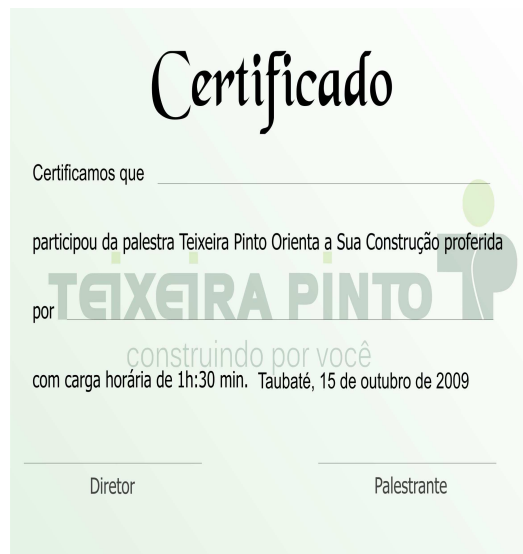 Certificado
Certificamos que
participou da palestra Teixeira Pinto Orienta a Sua Construção proferida
TEIXEIRA PINTO TP
por
construindo por você
com carga horária de 1h:30 min. Taubaté, 15 de outubro de 2009
Diretor Palestrante